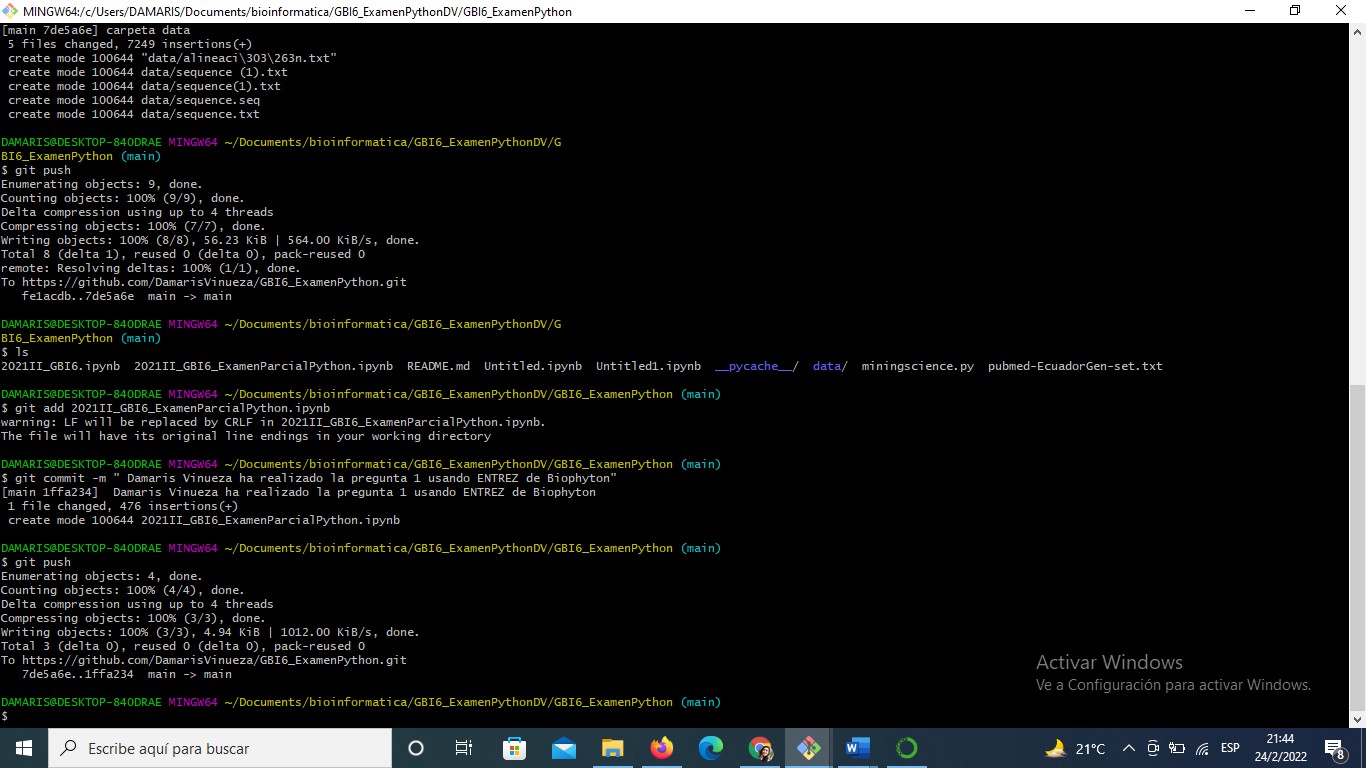 MINGW64:/c/Users/DAMARIS/Documents/bioinformatica/GBI6_ExamenPythonDV/GBI6_ExamenPython
[main 7de5a6e] carpeta data
 5 files changed, 7249 insertions(+)
 create mode 100644 "data/alineaci\303\263n.txt"
 create mode 100644 data/sequence (1).txt
 create mode 100644 data/sequence(1).txt
 create mode 100644 data/sequence.seq
 create mode 100644 data/sequence.txt
DAMARIS@DESKTOP-84ODRAE MINGW64 ~/Documents/bioinformatica/GBI6_ExamenPythonDV/G
BI6_ExamenPython (main)
$ git push
Enumerating objects: 9, done.
Counting objects: 100% (9/9), done.
Delta compression using up to 4 threads
Compressing objects: 100% (7/7), done.
Writing objects: 100% (8/8), 56.23 KiB | 564.00 KiB/s, done.
Total 8 (delta 1), reused 0 (delta 0), pack-reused 0
remote: Resolving deltas: 100% (1/1), done.
To https://github.com/DamarisVinueza/GBI6_ExamenPython.git
   fe1acdb..7de5a6e  main -> main
DAMARIS@DESKTOP-84ODRAE MINGW64 ~/Documents/bioinformatica/GBI6_ExamenPythonDV/G
BI6_ExamenPython (main)
$ ls
2021II_GBI6.ipynb  2021II_GBI6_ExamenParcialPython.ipynb  README.md  Untitled.ipynb  Untitled1.ipynb  __pycache__/  data/  miningscience.py  pubmed-EcuadorGen-set.txt
DAMARIS@DESKTOP-84ODRAE MINGW64 ~/Documents/bioinformatica/GBI6_ExamenPythonDV/GBI6_ExamenPython (main)
$ git add 2021II_GBI6_ExamenParcialPython.ipynb
warning: LF will be replaced by CRLF in 2021II_GBI6_ExamenParcialPython.ipynb.
The file will have its original line endings in your working directory
DAMARIS@DESKTOP-84ODRAE MINGW64 ~/Documents/bioinformatica/GBI6_ExamenPythonDV/GBI6_ExamenPython (main)
$ git commit -m " Damaris Vinueza ha realizado la pregunta 1 usando ENTREZ de Biophyton"
[main 1ffa234]  Damaris Vinueza ha realizado la pregunta 1 usando ENTREZ de Biophyton
 1 file changed, 476 insertions(+)
 create mode 100644 2021II_GBI6_ExamenParcialPython.ipynb
DAMARIS@DESKTOP-84ODRAE MINGW64 ~/Documents/bioinformatica/GBI6_ExamenPythonDV/GBI6_ExamenPython (main)
$ git push
Enumerating objects: 4, done.
Counting objects: 100% (4/4), done.
Delta compression using up to 4 threads
Compressing objects: 100% (3/3), done.
Writing objects: 100% (3/3), 4.94 KiB | 1012.00 KiB/s, done.
Total 3 (delta 0), reused 0 (delta 0), pack-reused 0
To https://github.com/DamarisVinueza/GBI6_ExamenPython.git
   7de5a6e..1ffa234  main -> main
DAMARIS@DESKTOP-84ODRAE MINGW64 ~/Documents/bioinformatica/GBI6_ExamenPythonDV/GBI6_ExamenPython (main)
$
Activar Windows
Ve a Configuración para activar Windows.
Escribe aquí para buscar
21°C
ESP
21:44
24/2/2022
8